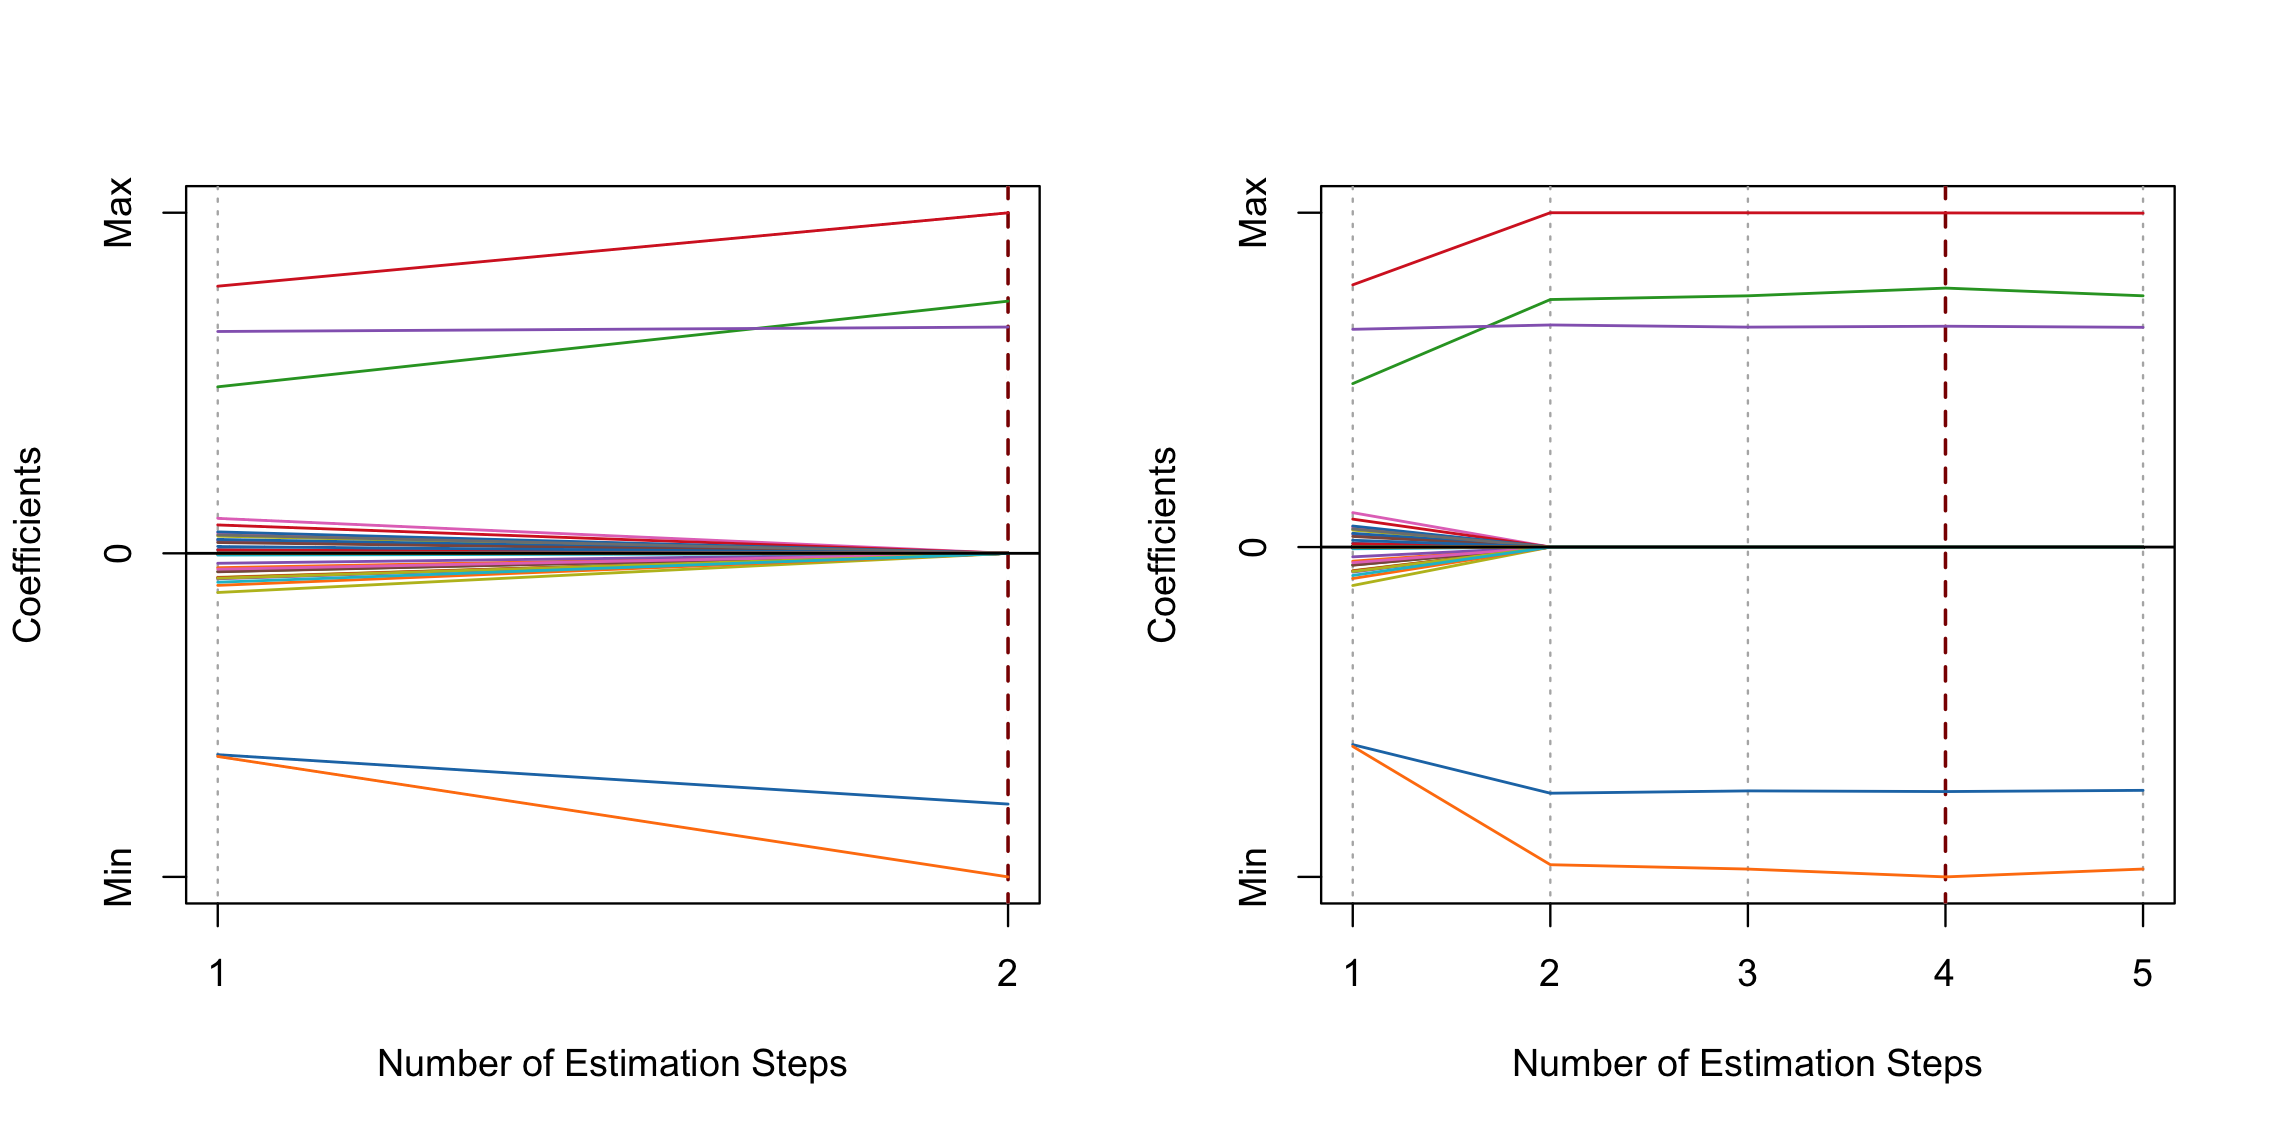 Coefficients
Max
0
Min
1 2
Number of Estimation Steps
Coefficients
Max
0
Min
1 2 3 4 5
Number of Estimation Steps